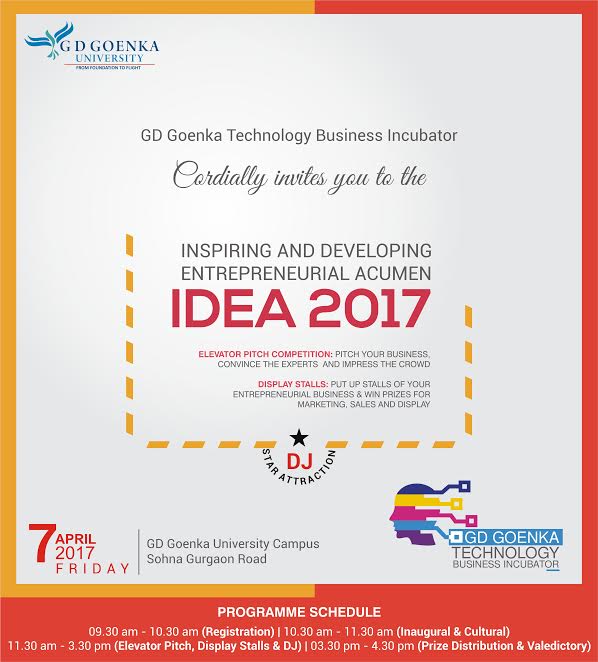 G D GOENKA
UNIVERSITY
FROM FOUNDATION TO FLIGHT
GD Goenka Technology Business Incubator
Cordially invites you to the
INSPIRING AND DEVELOPING
ENTREPRENEURIAL ACUMEN
IDEA 2017
ELEVATOR PITCH COMPETITION: PITCH YOUR BUSINESS,
CONVINCE THE EXPERTS AND IMPRESS THE CROWD
DISPLAY STALLS: PUT UP STALLS OF YOUR
ENTREPRENEURIAL BUSINESS & WIN PRIZES FOR
MARKETING, SALES AND DISPLAY
DJ
STAR ATTRACTION
7 APRIL
2017
FRIDAY
GD Goenka University Campus
Sohna Gurgaon Road
GD GOENKA
TECHNOLOGY
BUSINESS INCUBATOR
PROGRAMME SCHEDULE
09.30 am - 10.30 am (Registration) | 10.30 am - 11.30 am (Inaugural & Cultural)
11.30 am - 3.30 pm (Elevator Pitch, Display Stalls & DJ) | 03.30 pm - 4.30 pm (Prize Distribution & Valedictory)